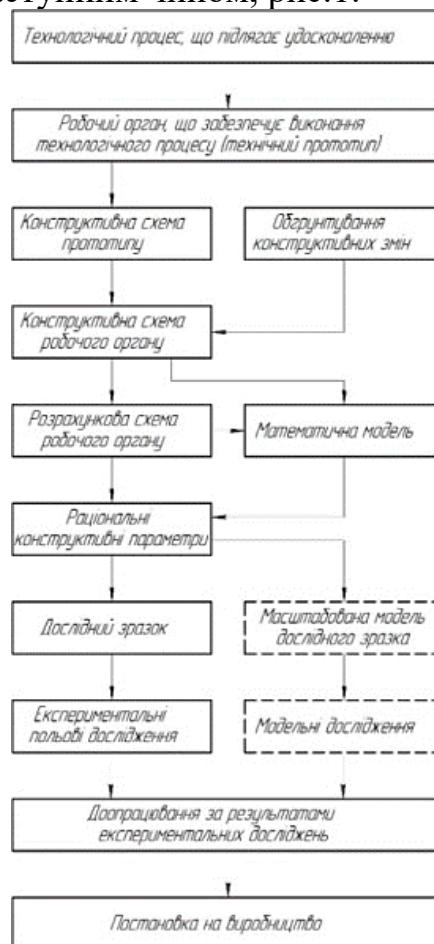 наступним чином, рис.1.
Технологічний процес, що підлягає удосконаленню
Робочий орган, що забезпечує виконання
технологічного процесу (технічний прототип)
Конструктивна схема
прототипу
Обгрунтування
конструктивних змін
Конструктивна схема
робочого органу
Розрахункова схема
робочого органу
Математична модель
Раціональні
конструктивні параметри
Дослідний зразок
Масштабована модель
дослідного зразка
Експериментальні
польові дослідження
Модельні дослідження
Доопрацювання за результатами
експериментальних досліджень
Постановка на виробництво